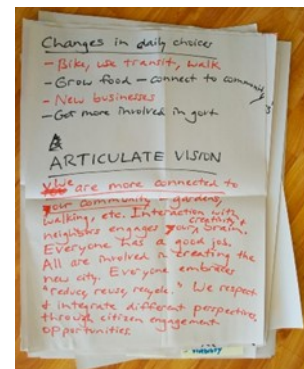 Changes in daily choices
- Bike, use transit, walk
- Grow food - connect to community
- New businesses
- Get more involved in govt
&
ARTICULATE VISION
We are more connected to
our community - gardens,
walking, etc. Interaction with
neighbors engages your brain.
creativity &
Everyone has a good job.
All are involved in creating the
new city. Everyone embraces
"reduce, reuse, recycle." We respect
& integrate different perspectives
through citizen engagement
opportunities.